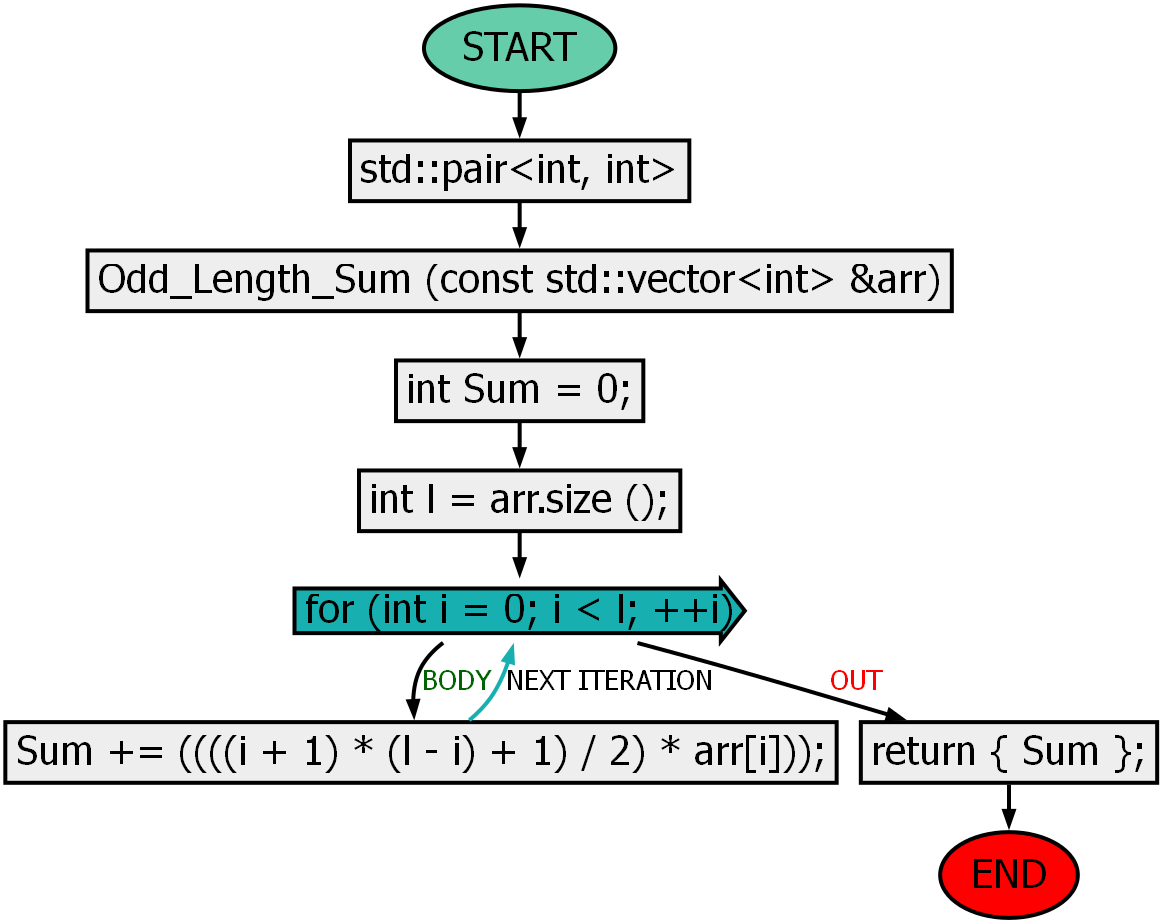 START
std::pair<int, int>
Odd_Length_Sum (const std::vector<int> &arr)
int Sum = 0;
int l = arr.size ();
for (int i = 0; i < l; ++i)
BODY
NEXT ITERATION
OUT
Sum += ((((i + 1) * (l - i) + 1) / 2) * arr[i]));
return { Sum };
END